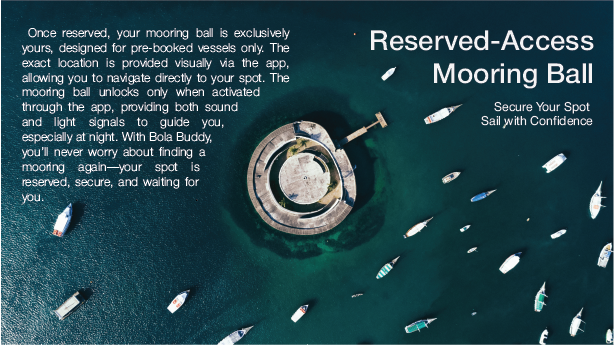 Once reserved, your mooring ball is exclusively
yours, designed for pre-booked vessels only. The
exact location is provided visually via the app,
allowing you to navigate directly to your spot. The
mooring ball unlocks only when activated
through the app, providing both sound
and light signals to guide you,
especially at night. With Bola Buddy,
you'll never worry about finding a
mooring again—your spot is
reserved, secure, and waiting for
you.
Reserved-Access
Mooring Ball
Secure Your Spot
Sail with Confidence